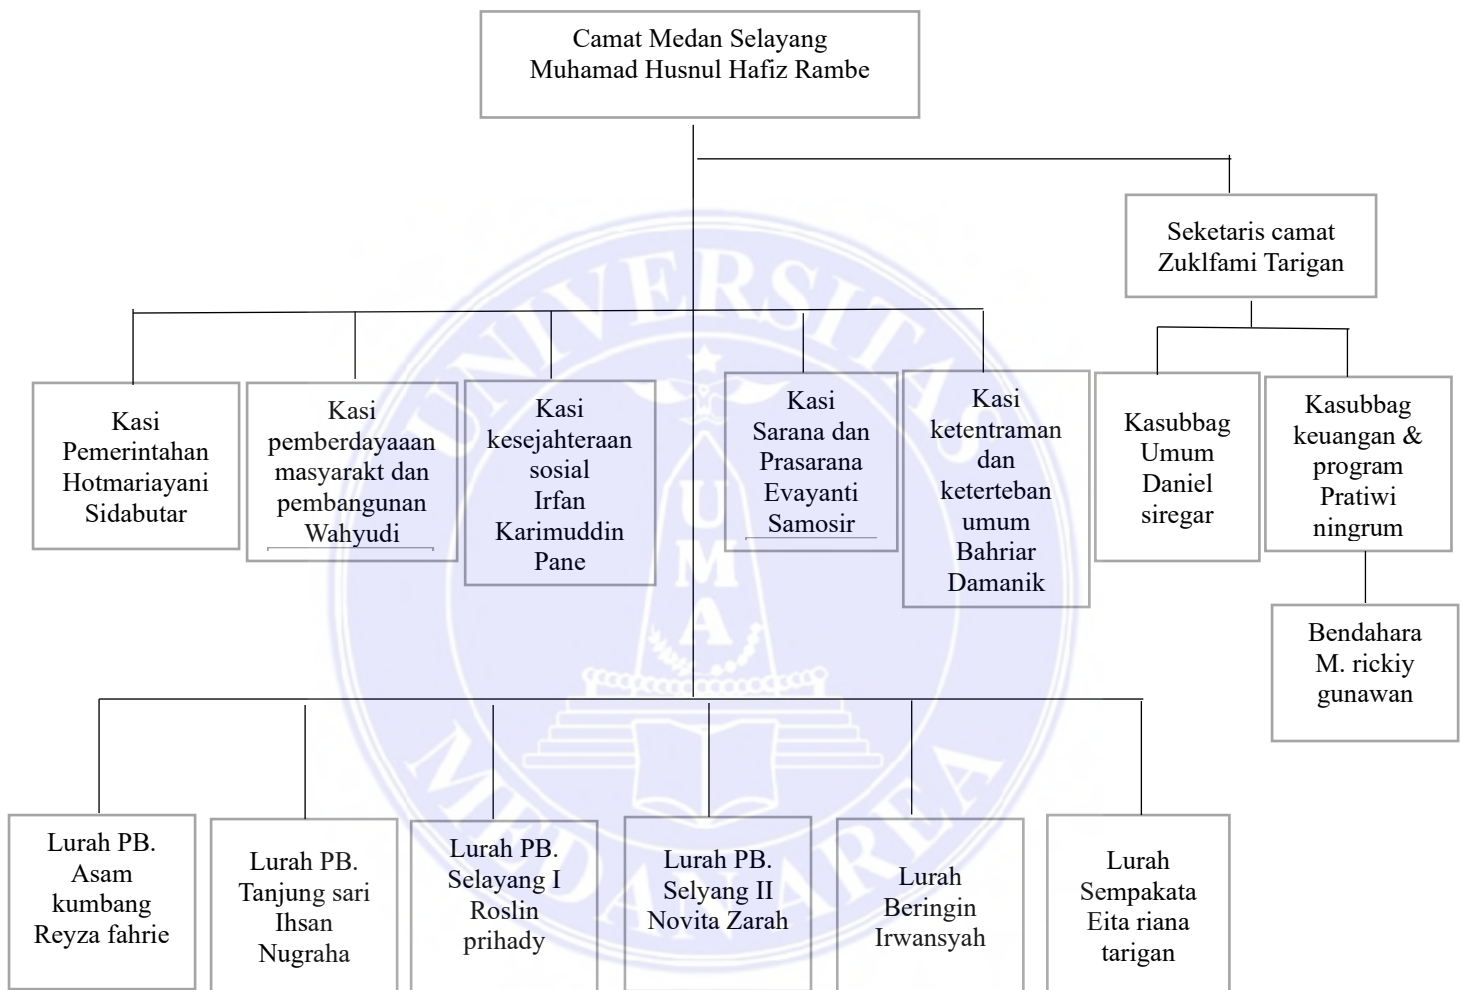 Camat Medan Selayang
Muhamad Husnul Hafiz Rambe
Seketaris camat
Zuklfami Tarigan
Kasi
Pemerintahan
Hotmariayani
Sidabutar
Kasi
pemberdayaaan
masyarakt dan
pembangunan
Wahyudi
Kasi
kesejahteraan
sosial
Irfan
Karimuddin
Pane
Kasi
Sarana dan
Prasarana
Evayanti
Samosir
Kasi
ketentraman
dan
keterteban
umum
Bahriar
Damanik
Kasubbag
Umum
Daniel
siregar
Kasubbag
keuangan &
program
Pratiwi
ningrum
Bendahara
M. rickiy
gunawan
Lurah PB.
Asam
kumbang
Reyza fahrie
Lurah PB.
Tanjung sari
Ihsan
Nugraha
Lurah PB.
Selayang I
Roslin
prihady
Lurah PB.
Selyang II
Novita Zarah
Lurah
Beringin
Irwansyah
Lurah
Sempakata
Eita riana
tarigan
UNIVERSITAS
MEDAN AREA
UMA